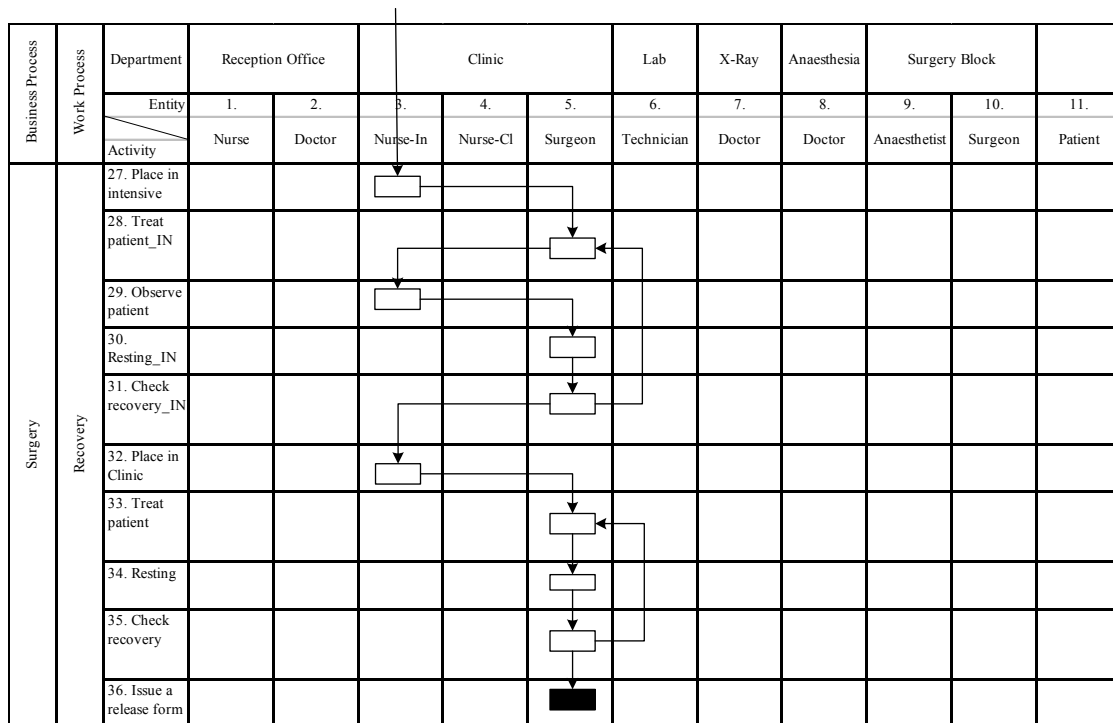 Business Process
Work Process
Department
Reception Office
Clinic
Lab
X-Ray
Anaesthesia
Surgery Block
Entity
1.
2.
3.
4.
5.
6.
7.
8.
9.
10.
11.
Activity
Nurse
Doctor
Nurse-In
Nurse-Cl
Surgeon
Technician
Doctor
Doctor
Anaesthetist
Surgeon
Patient
Surgery
Recovery
27. Place in
intensive
28. Treat
patient_IN
29. Observe
patient
30.
Resting_IN
31. Check
recovery_IN
32. Place in
Clinic
33. Treat
patient
34. Resting
35. Check
recovery
36. Issue a
release form